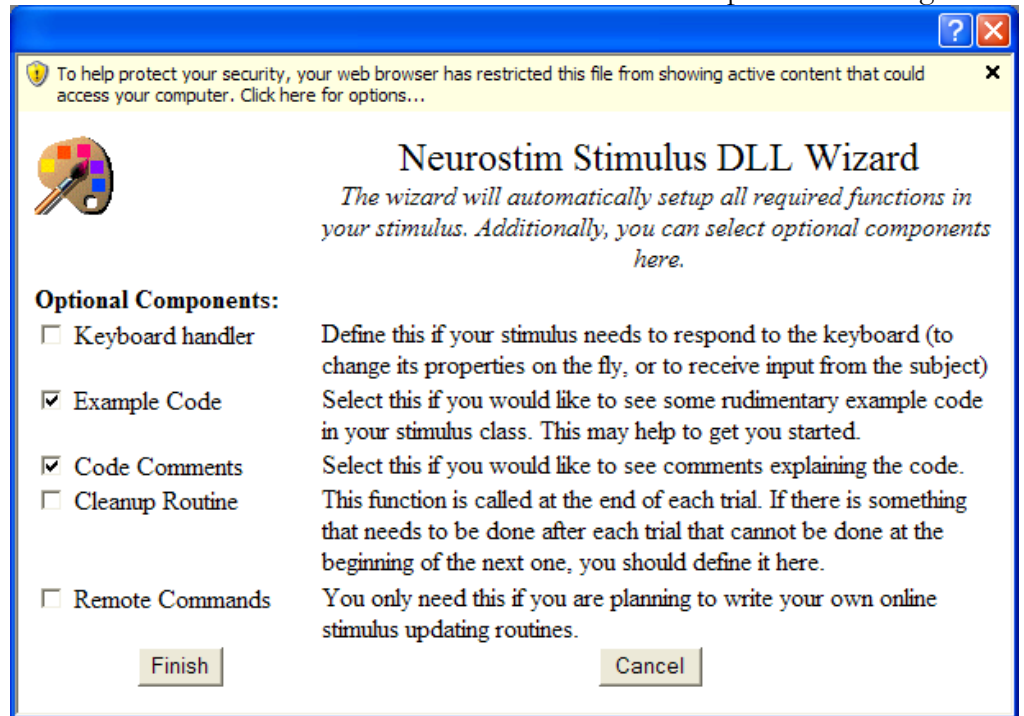 To help protect your security, your web browser has restricted this file from showing active content that could
access your computer. Click here for options...
Neurostim Stimulus DLL Wizard
The wizard will automatically setup all required functions in
your stimulus. Additionally, you can select optional components
here.
Optional Components:
Keyboard handler Define this if your stimulus needs to respond to the keyboard (to
change its properties on the fly, or to receive input from the subject)
Example Code Select this if you would like to see some rudimentary example code
in your stimulus class. This may help to get you started.
Code Comments Select this if you would like to see comments explaining the code.
Cleanup Routine This function is called at the end of each trial. If there is something
that needs to be done after each trial that cannot be done at the
beginning of the next one, you should define it here.
Remote Commands You only need this if you are planning to write your own online
stimulus updating routines.
Finish Cancel